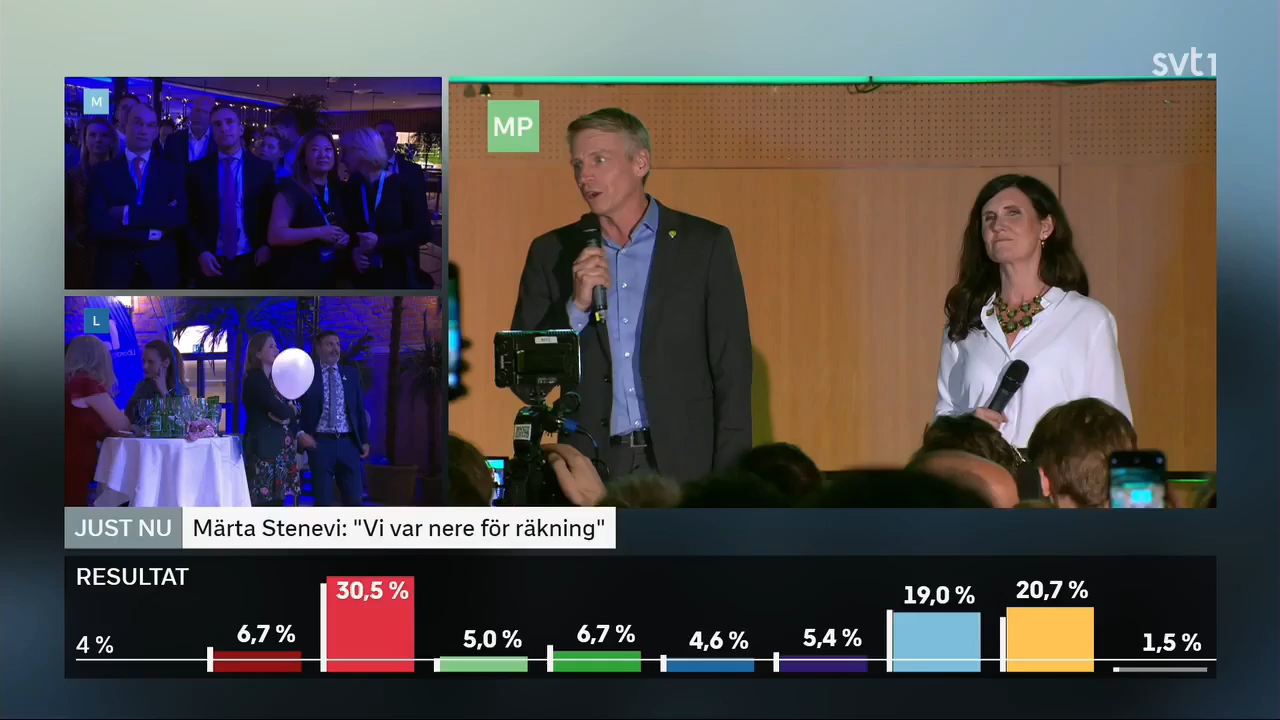 svt1
M
MP
L
JUST NU Märta Stenevi: "Vi var nere för räkning"
RESULTAT
4 %
6,7 %
30,5 %
5,0 %
6,7 %
4,6 %
5,4 %
19,0 %
20,7 %
1,5 %